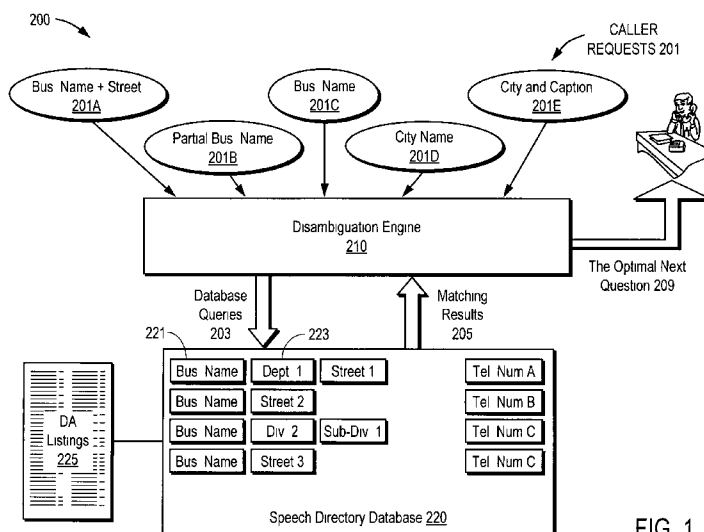 200
CALLER
REQUESTS 201
Bus Name + Street
201A
Bus Name
201C
City and Caption
201E
Partial Bus Name
201B
City Name
201D
Disambiguation Engine
210
The Optimal Next
Question 209
Database
Queries
203
Matching
Results
205
221
223
Bus Name Dept 1 Street 1 Tel Num A
Bus Name Street 2 Tel Num B
Bus Name Div 2 Sub-Div 1 Tel Num C
Bus Name Street 3 Tel Num C
DA
Listings
225
Speech Directory Database 220
FIG. 1